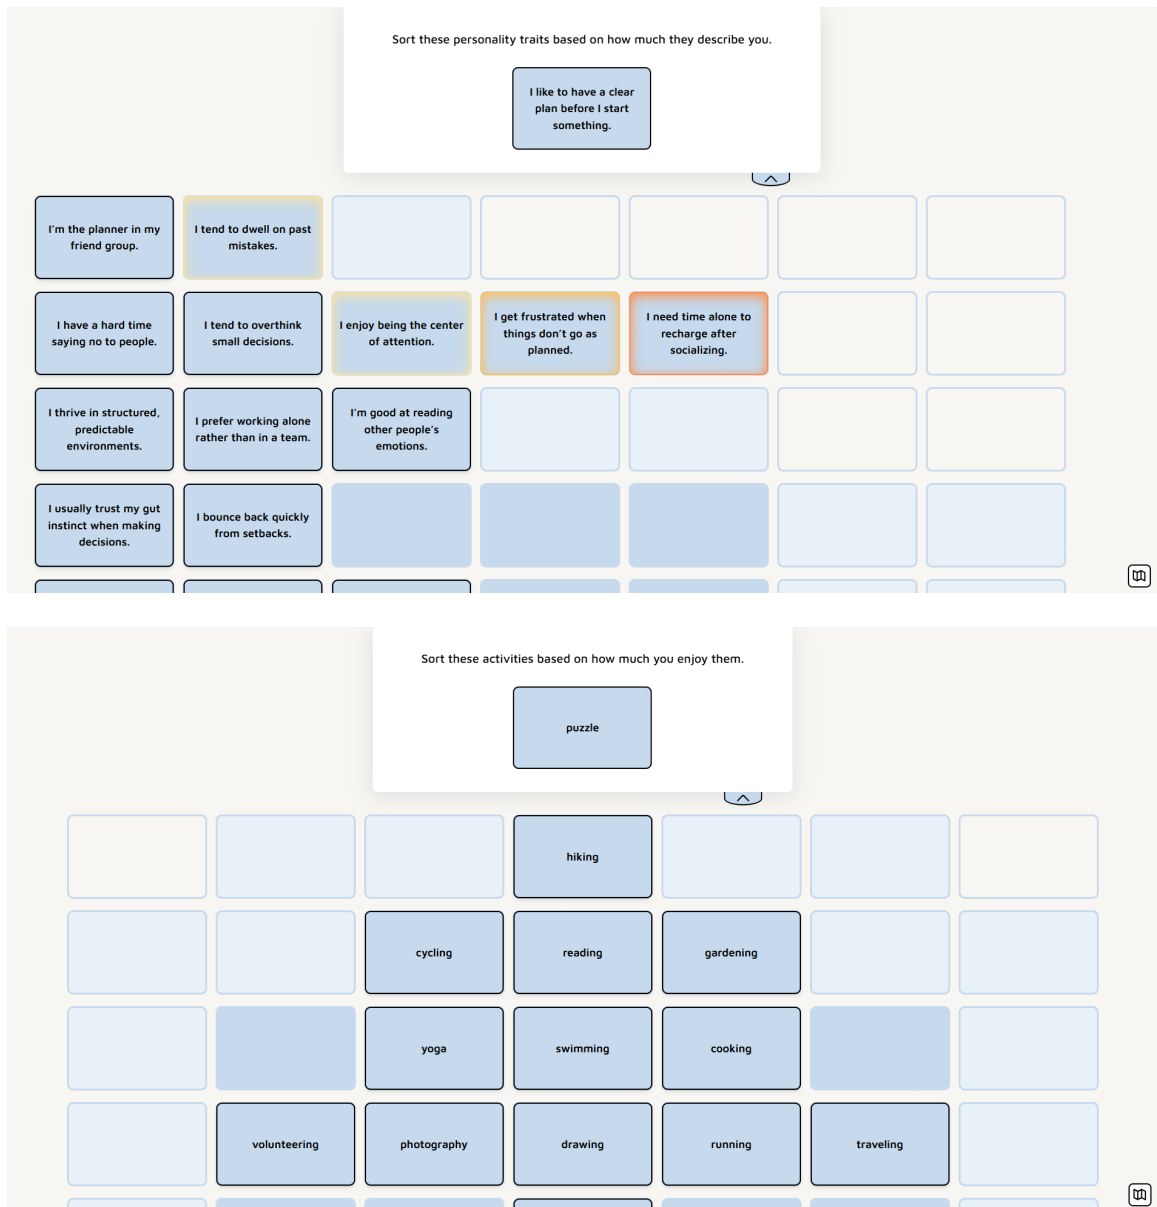 Sort these personality traits based on how much they describe you.
I like to have a clear
plan before I start
something.
I'm the planner in my
friend group.
I tend to dwell on past
mistakes.
I have a hard time
saying no to people.
I tend to overthink
small decisions.
I enjoy being the center
of attention.
I get frustrated when
things don't go as
planned.
I need time alone to
recharge after
socializing.
I thrive in structured,
predictable
environments.
I prefer working alone
rather than in a team.
I'm good at reading
other people's
emotions.
I usually trust my gut
instinct when making
decisions.
I bounce back quickly
from setbacks.
Sort these activities based on how much you enjoy them.
puzzle
hiking
cycling
reading
gardening
yoga
swimming
cooking
volunteering
photography
drawing
running
traveling